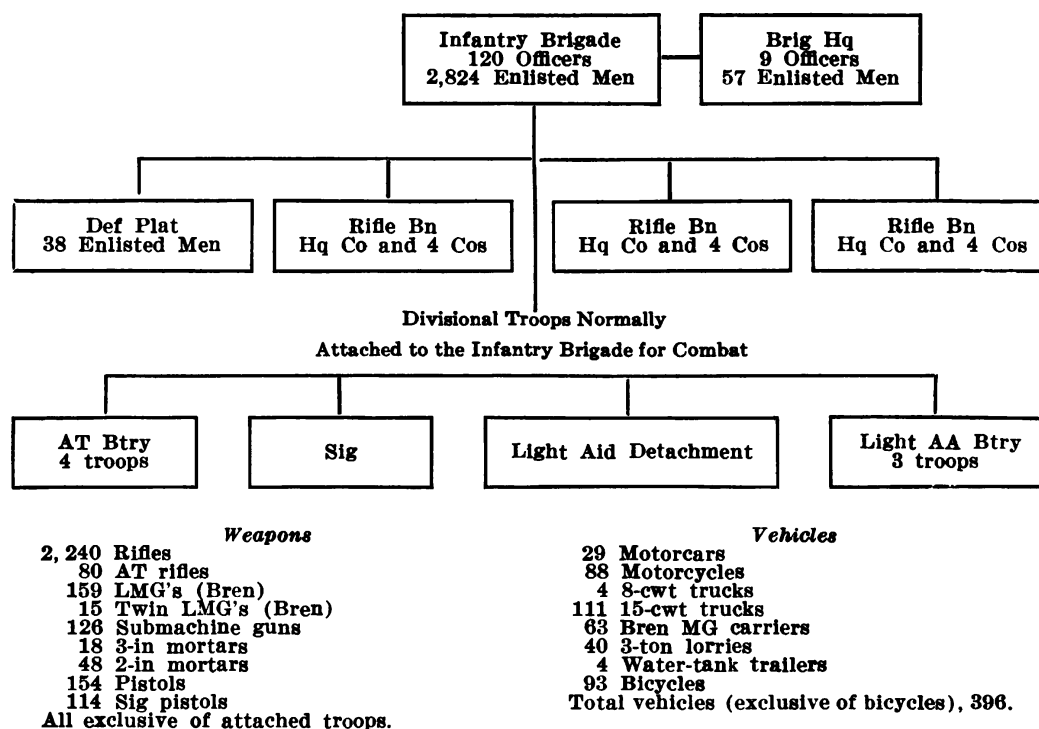 Infantry Brigade
120 Officers
2,824 Enlisted Men
Brig Hq
9 Officers
57 Enlisted Men
Def Plat
38 Enlisted Men
Rifle Bn
Hq Co and 4 Cos
Rifle Bn
Hq Co and 4 Cos
Rifle Bn
Hq Co and 4 Cos
Divisional Troops Normally
Attached to the Infantry Brigade for Combat
AT Btry
4 troops
Sig
Light Aid Detachment
Light AA Btry
3 troops
Weapons
2,240 Rifles
80 AT rifles
159 LMG's (Bren)
15 Twin LMG's (Bren)
126 Submachine guns
18 3-in mortars
48 2-in mortars
154 Pistols
114 Sig pistols
All exclusive of attached troops.
Vehicles
29 Motorcars
88 Motorcycles
4 8-cwt trucks
111 15-cwt trucks
63 Bren MG carriers
40 3-ton lorries
4 Water-tank trailers
93 Bicycles
Total vehicles (exclusive of bicycles), 396.